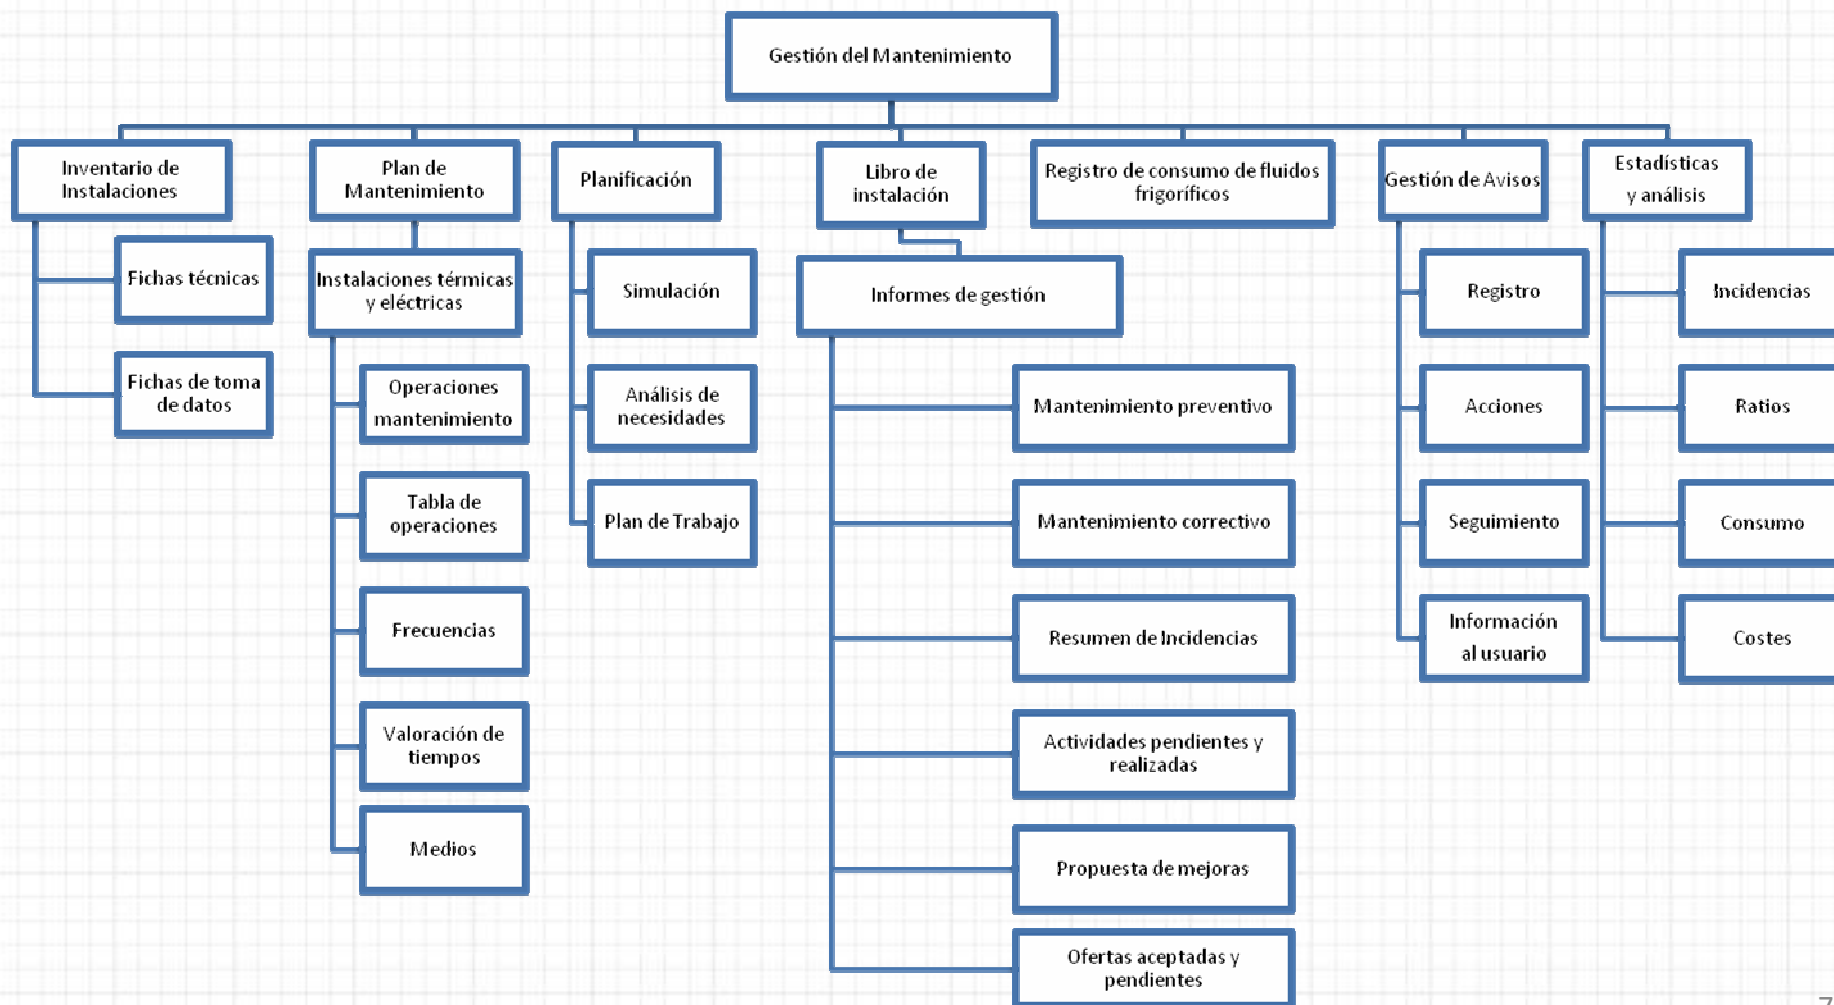 Gestión del Mantenimiento
Inventario de
Instalaciones
Fichas técnicas
Fichas de toma
de datos
Plan de
Mantenimiento
Instalaciones térmicas
y eléctricas
Operaciones
mantenimiento
Tabla de
operaciones
Frecuencias
Valoración de
tiempos
Medios
Planificación
Simulación
Análisis de
necesidades
Plan de Trabajo
Libro de
instalación
Informes de gestión
Mantenimiento preventivo
Mantenimiento correctivo
Resumen de Incidencias
Actividades pendientes y
realizadas
Propuesta de mejoras
Ofertas aceptadas y
pendientes
Registro de consumo de fluidos
frigoríficos
Gestión de Avisos
Registro
Acciones
Seguimiento
Información
al usuario
Estadísticas
y análisis
Incidencias
Ratios
Consumo
Costes
7